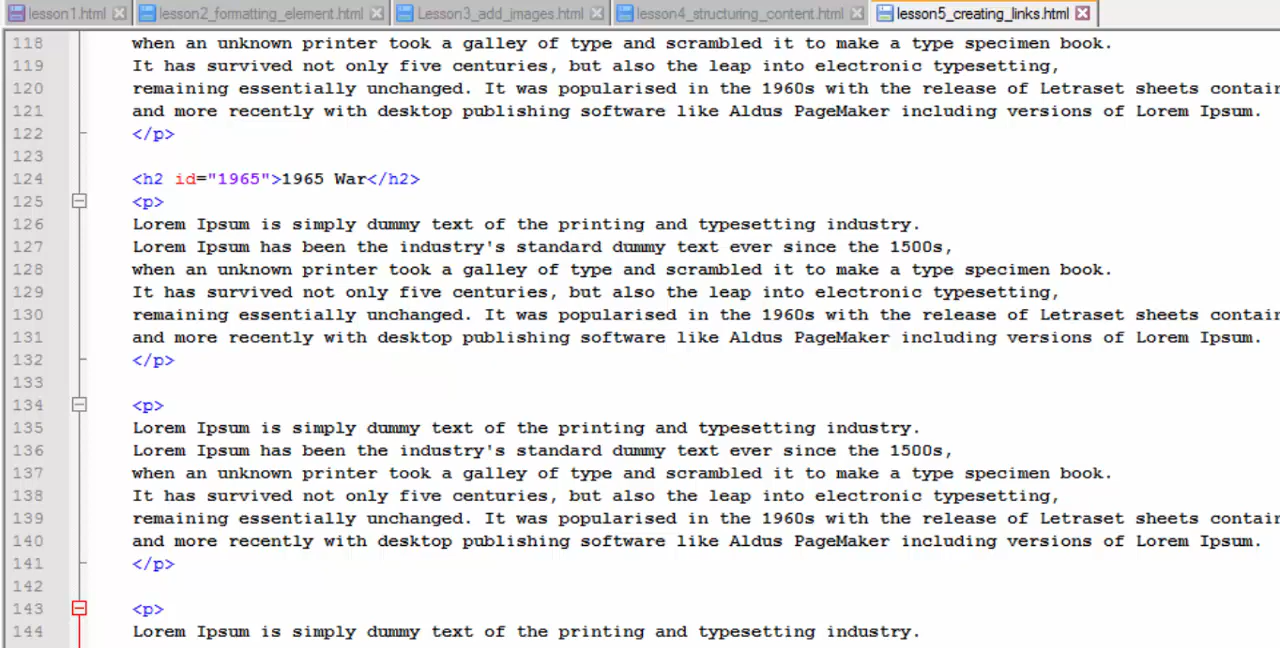 lesson1.html lesson2_formatting_element.html Lesson3_add_images.html lesson4_structuring_content.html lesson5_creating_links.html
118 when an unknown printer took a galley of type and scrambled it to make a type specimen book.
119 It has survived not only five centuries, but also the leap into electronic typesetting,
120 remaining essentially unchanged. It was popularised in the 1960s with the release of Letraset sheets contain
121 and more recently with desktop publishing software like Aldus PageMaker including versions of Lorem Ipsum.
122 </p>
123
124 <h2 id="1965">1965 War</h2>
125 <p>
126 Lorem Ipsum is simply dummy text of the printing and typesetting industry.
127 Lorem Ipsum has been the industry's standard dummy text ever since the 1500s,
128 when an unknown printer took a galley of type and scrambled it to make a type specimen book.
129 It has survived not only five centuries, but also the leap into electronic typesetting,
130 remaining essentially unchanged. It was popularised in the 1960s with the release of Letraset sheets contain
131 and more recently with desktop publishing software like Aldus PageMaker including versions of Lorem Ipsum.
132 </p>
133
134 <p>
135 Lorem Ipsum is simply dummy text of the printing and typesetting industry.
136 Lorem Ipsum has been the industry's standard dummy text ever since the 1500s,
137 when an unknown printer took a galley of type and scrambled it to make a type specimen book.
138 It has survived not only five centuries, but also the leap into electronic typesetting,
139 remaining essentially unchanged. It was popularised in the 1960s with the release of Letraset sheets contain
140 and more recently with desktop publishing software like Aldus PageMaker including versions of Lorem Ipsum.
141 </p>
142
143 <p>
144 Lorem Ipsum is simply dummy text of the printing and typesetting industry.